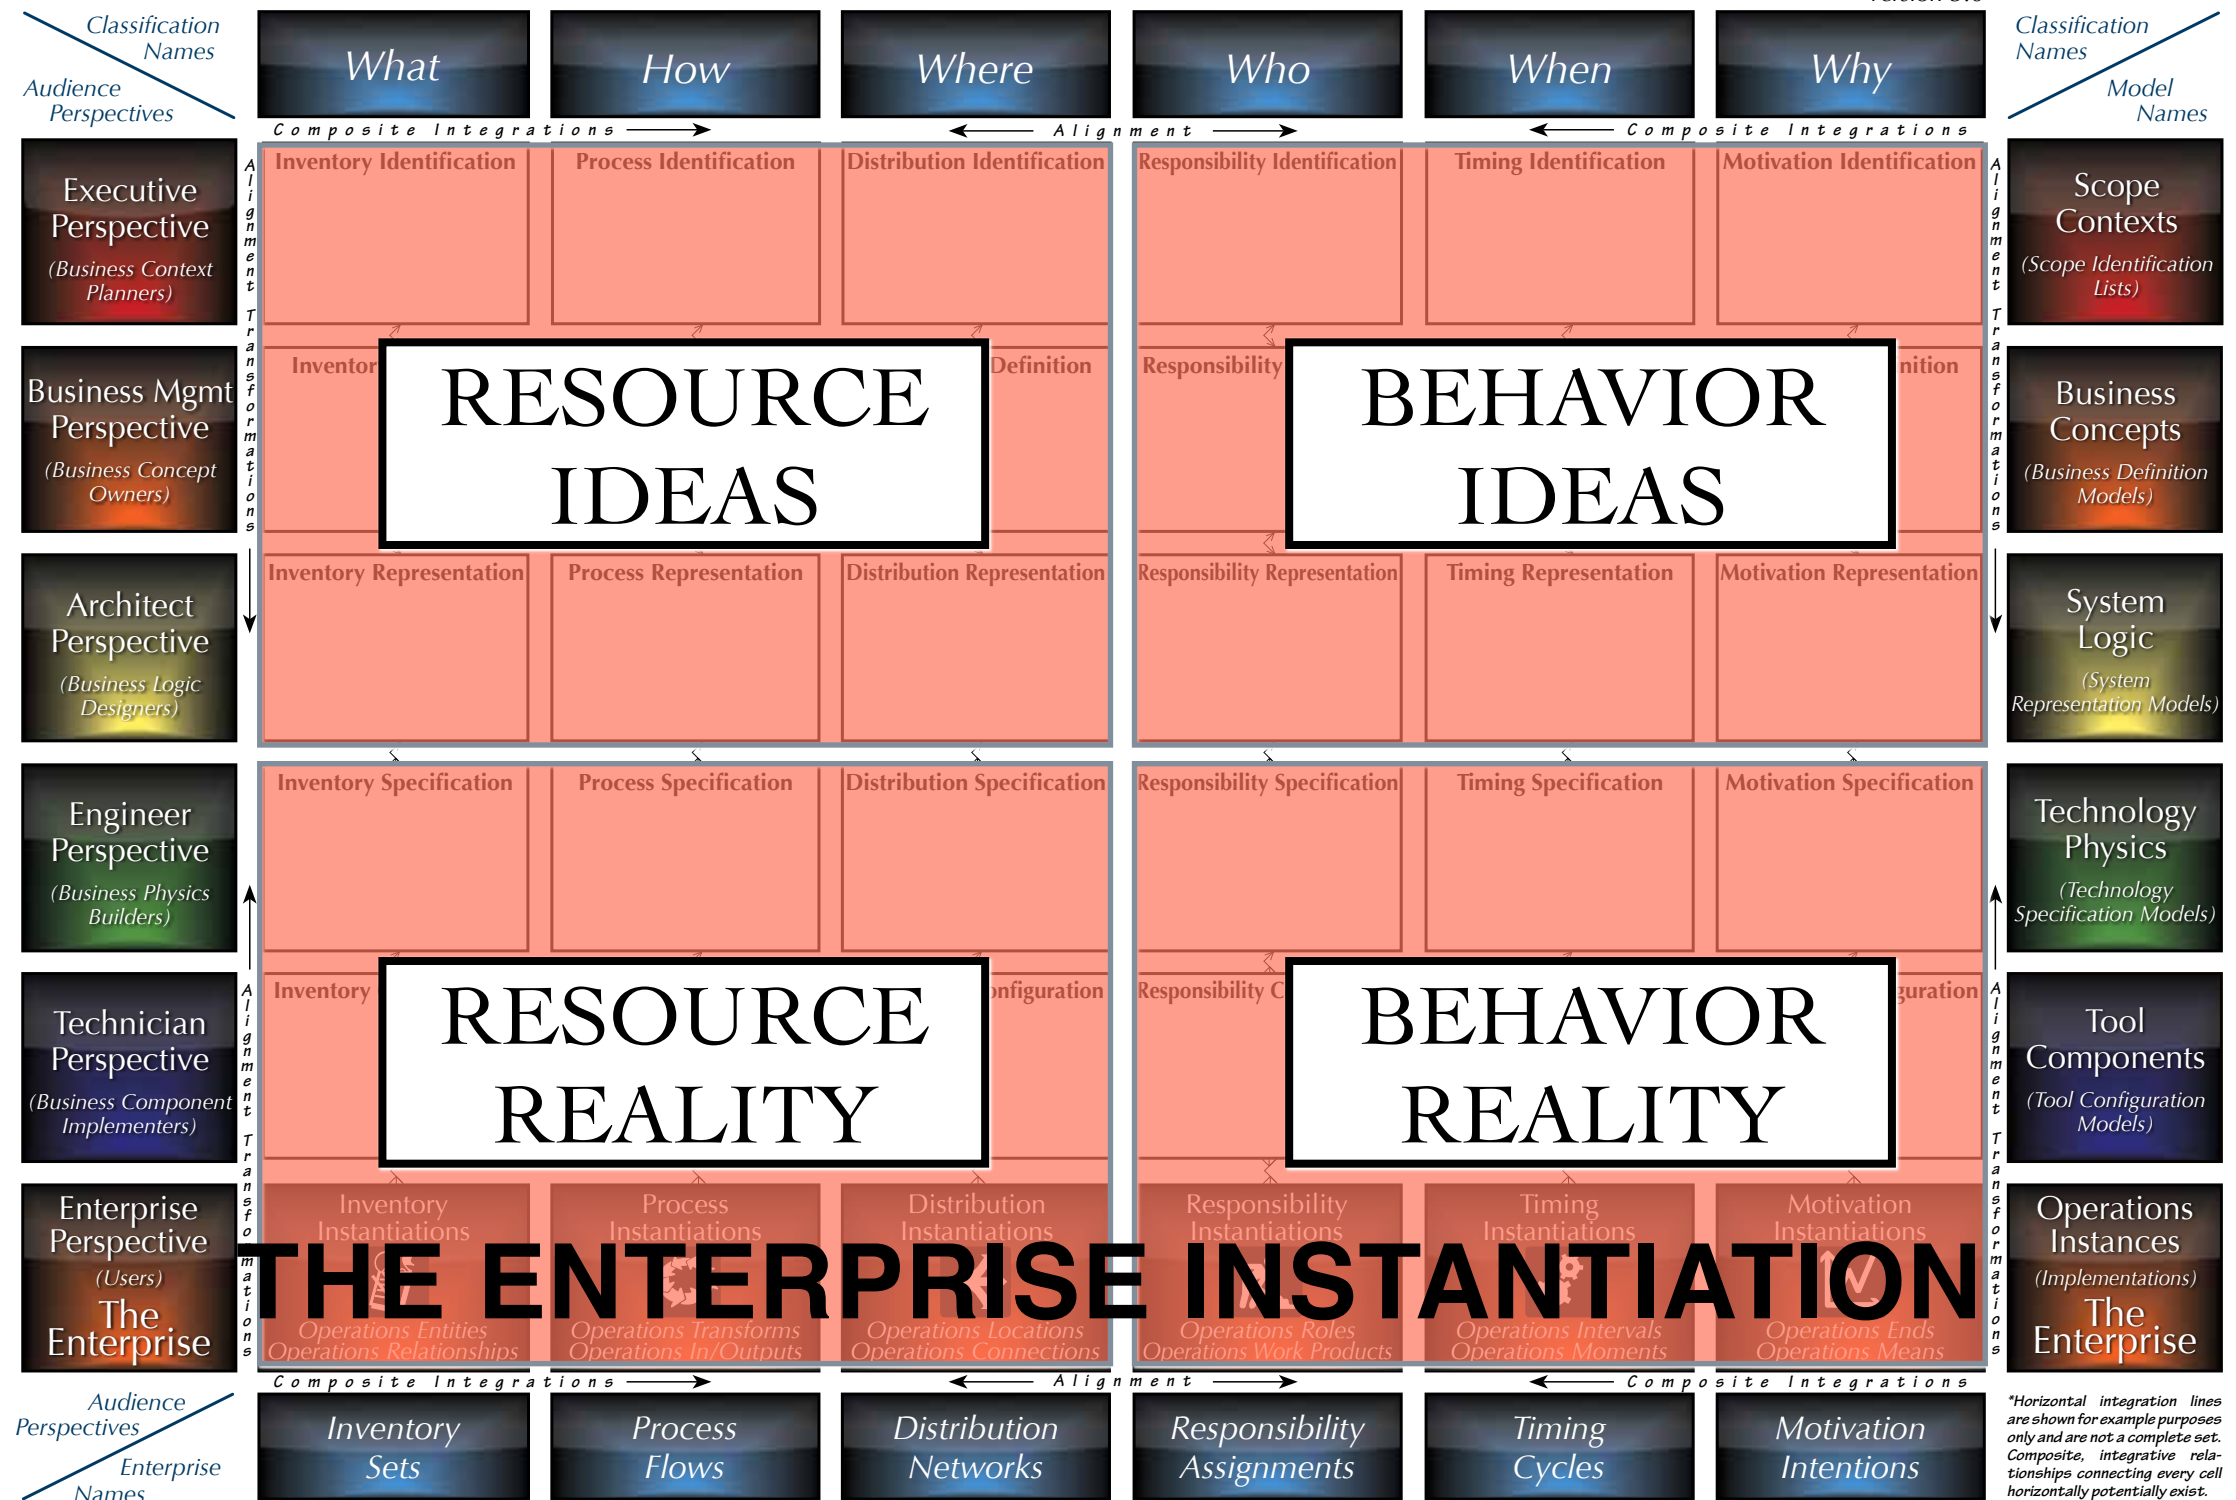 Classification
Names
Audience
Perspectives
What
How
Where
Who
When
Why
Classification
Names
Model
Names
Composite Integrations
Alignment
Composite Integrations
Executive
Perspective
(Business Context
Planners)
Alignment Transformations
Inventory Identification
Process Identification
Distribution Identification
Responsibility Identification
Timing Identification
Motivation Identification
Alignment Transformations
Scope
Contexts
(Scope Identification
Lists)
Business Mgmt
Perspective
(Business Concept
Owners)
Definition
Responsibility
RESOURCE
IDEAS
BEHAVIOR
IDEAS
Business
Concepts
(Business Definition
Models)
Architect
Perspective
(Business Logic
Designers)
Inventory Representation
Process Representation
Distribution Representation
Responsibility Representation
Timing Representation
Motivation Representation
System
Logic
(System
Representation Models)
Engineer
Perspective
(Business Physics
Builders)
Inventory Specification
Process Specification
Distribution Specification
Responsibility Specification
Timing Specification
Motivation Specification
Technology
Physics
(Technology
Specification Models)
Technician
Perspective
(Business Component
Implementers)
Alignment Transformations
Inventory
Responsibility
RESOURCE
REALITY
BEHAVIOR
REALITY
Alignment Transformations
Tool
Components
(Tool Configuration
Models)
Enterprise
Perspective
(Users)
The
Enterprise
Inventory
Instantiations
Process
Instantiations
Distribution
Instantiations
Responsibility
Instantiations
Timing
Instantiations
Motivation
Instantiations
THE ENTERPRISE INSTANTIATION
Operations Entities
Operations Relationships
Operations Transforms
Operations In/Outputs
Operations Locations
Operations Connections
Operations Roles
Operations Work Products
Operations Intervals
Operations Moments
Operations Ends
Operations Means
Operations
Instances
(Implementations)
The
Enterprise
Composite Integrations
Alignment
Composite Integrations
Audience
Perspectives
Enterprise
Names
Inventory
Sets
Process
Flows
Distribution
Networks
Responsibility
Assignments
Timing
Cycles
Motivation
Intentions
*Horizontal integration lines
are shown for example purposes
only and are not a complete set.
Composite, integrative rela-
tionships connecting every cell
horizontally potentially exist.